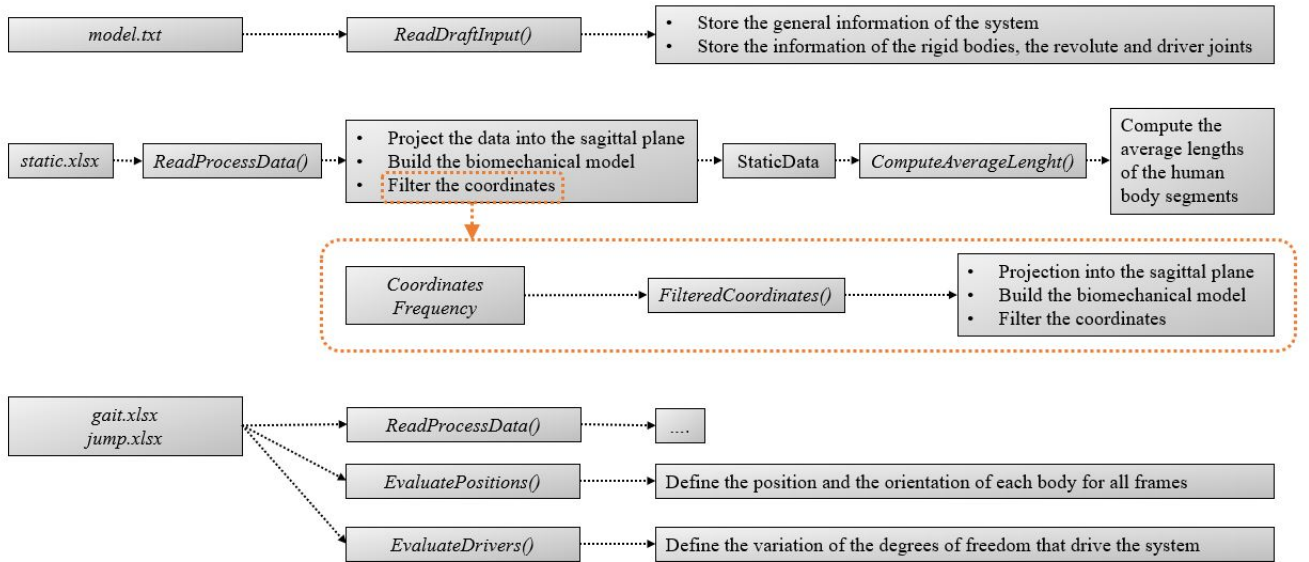 model.txt
ReadDraftInput()
• Store the general information of the system
• Store the information of the rigid bodies, the revolute and driver joints
static.xlsx
ReadProcessData()
• Project the data into the sagittal plane
• Build the biomechanical model
• Filter the coordinates
StaticData
ComputeAverageLenght()
Compute the
average lengths
of the human
body segments
Coordinates
Frequency
FilteredCoordinates()
• Projection into the sagittal plane
• Build the biomechanical model
• Filter the coordinates
gait.xlsx
jump.xlsx
ReadProcessData()
....
EvaluatePositions()
Define the position and the orientation of each body for all frames
EvaluateDrivers()
Define the variation of the degrees of freedom that drive the system